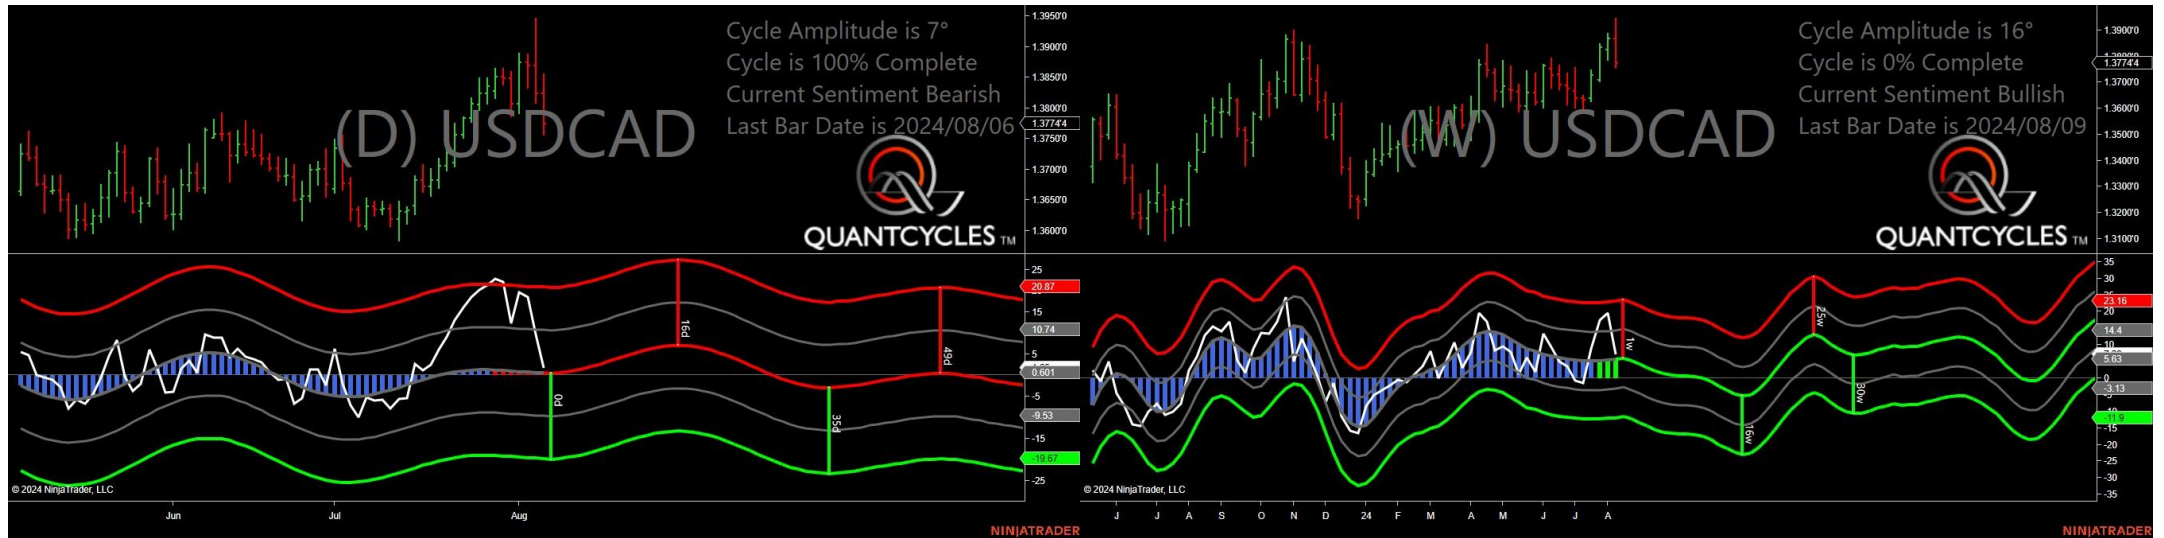 Cycle Amplitude is 7°
Cycle is 100% Complete
Current Sentiment Bearish
Last Bar Date is 2024/08/06
(D) USDCAD
QUANTCYCLES TM
1.3950'0
1.3900'0
1.3850'0
1.3800'0
1.3774'4
1.3750'0
1.3700'0
1.3650'0
1.3600'0
25
20.87
15
10.74
5
0.601
-5
-9.53
-15
-19.67
-25
0d
16d
35d
49d
© 2024 NinjaTrader, LLC
Jun
Jul
Aug
NINJATRADER
Cycle Amplitude is 16°
Cycle is 0% Complete
Current Sentiment Bullish
Last Bar Date is 2024/08/09
(W) USDCAD
QUANTCYCLES TM
1.3900'0
1.3774'4
1.3700'0
1.3600'0
1.3500'0
1.3400'0
1.3300'0
1.3200'0
1.3100'0
35
30
23.16
20
14.4
10
5.63
0
-3.13
-11.9
-15
-20
-25
-30
-35
1w
16w
25w
30w
© 2024 NinjaTrader, LLC
J
J
A
S
O
N
D
24
F
M
A
M
J
J
A
NINJATRADER